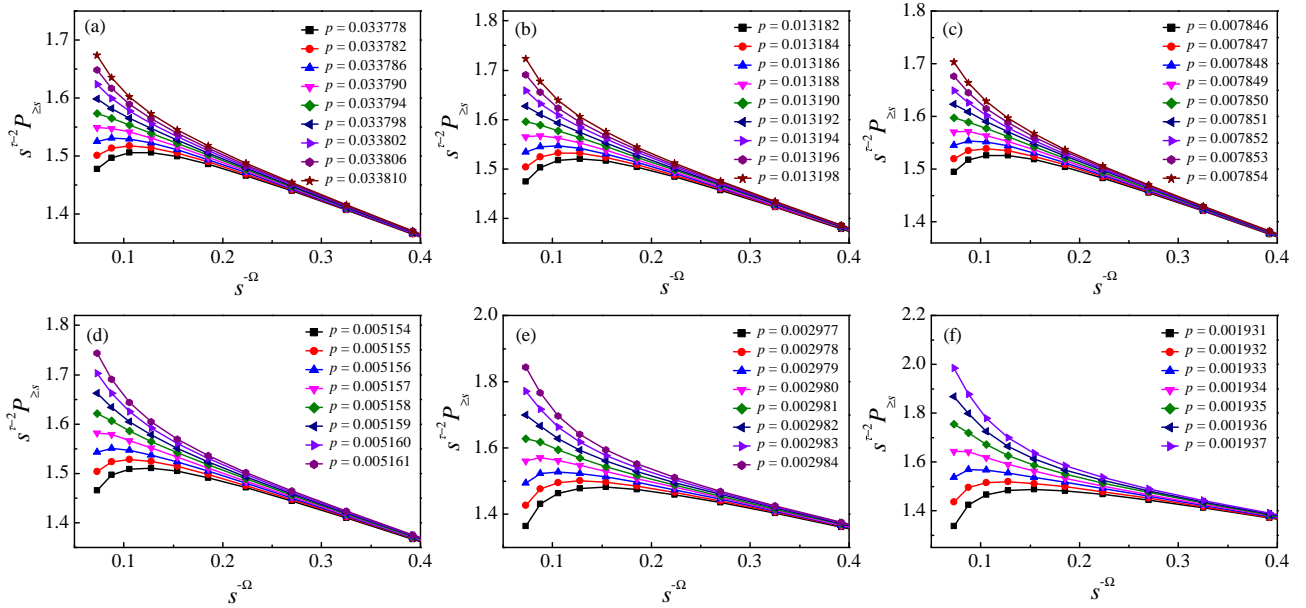 (a)
p = 0.033778
p = 0.033782
p = 0.033786
p = 0.033790
p = 0.033794
p = 0.033798
p = 0.033802
p = 0.033806
p = 0.033810
1.7
1.6
1.5
1.4
s^{τ−2}P_{≥s}
0.1 0.2 0.3 0.4
s^{-Ω}
(b)
p = 0.013182
p = 0.013184
p = 0.013186
p = 0.013188
p = 0.013190
p = 0.013192
p = 0.013194
p = 0.013196
p = 0.013198
1.8
1.7
1.6
1.5
1.4
s^{τ−2}P_{≥s}
0.1 0.2 0.3 0.4
s^{-Ω}
(c)
p = 0.007846
p = 0.007847
p = 0.007848
p = 0.007849
p = 0.007850
p = 0.007851
p = 0.007852
p = 0.007853
p = 0.007854
1.8
1.7
1.6
1.5
1.4
s^{τ−2}P_{≥s}
0.1 0.2 0.3 0.4
s^{-Ω}
(d)
p = 0.005154
p = 0.005155
p = 0.005156
p = 0.005157
p = 0.005158
p = 0.005159
p = 0.005160
p = 0.005161
1.8
1.7
1.6
1.5
1.4
s^{τ−2}P_{≥s}
0.1 0.2 0.3 0.4
s^{-Ω}
(e)
p = 0.002977
p = 0.002978
p = 0.002979
p = 0.002980
p = 0.002981
p = 0.002982
p = 0.002983
p = 0.002984
2.0
1.8
1.6
1.4
s^{τ−2}P_{≥s}
0.1 0.2 0.3 0.4
s^{-Ω}
(f)
p = 0.001931
p = 0.001932
p = 0.001933
p = 0.001934
p = 0.001935
p = 0.001936
p = 0.001937
2.2
2.0
1.8
1.6
1.4
s^{τ−2}P_{≥s}
0.1 0.2 0.3 0.4
s^{-Ω}